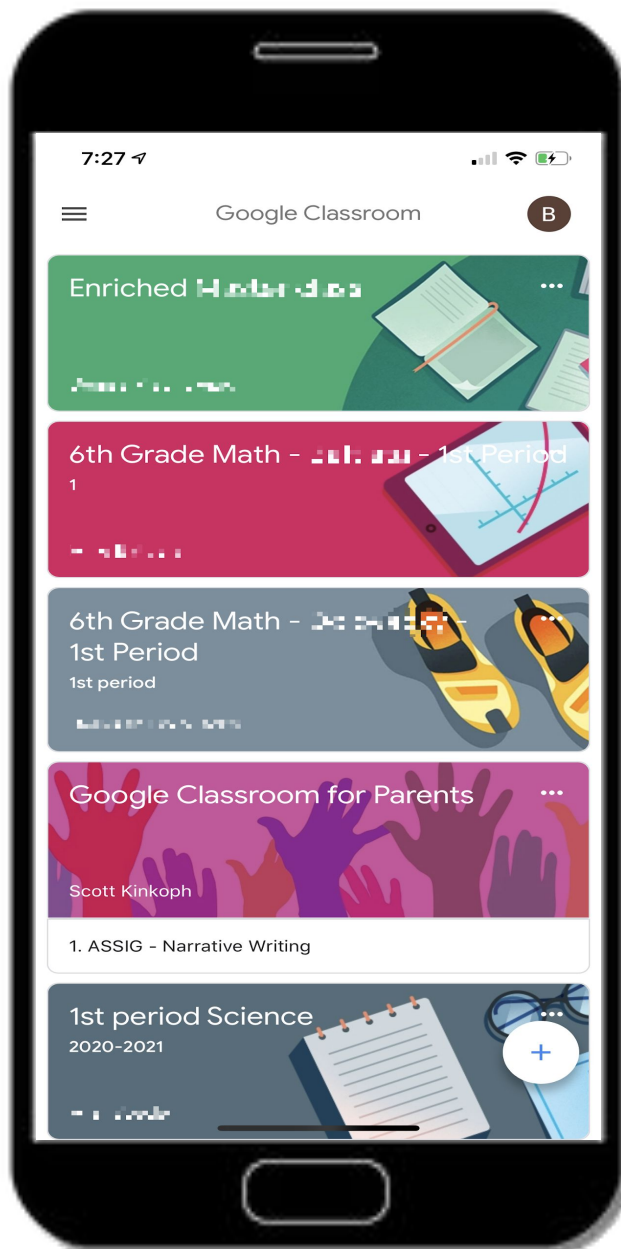 7:27
Google Classroom
B
Enriched
6th Grade Math - - 1st Period
1
6th Grade Math - -
1st Period
1st period
Google Classroom for Parents
Scott Kinkoph
1. ASSIG - Narrative Writing
1st period Science
2020-2021
+